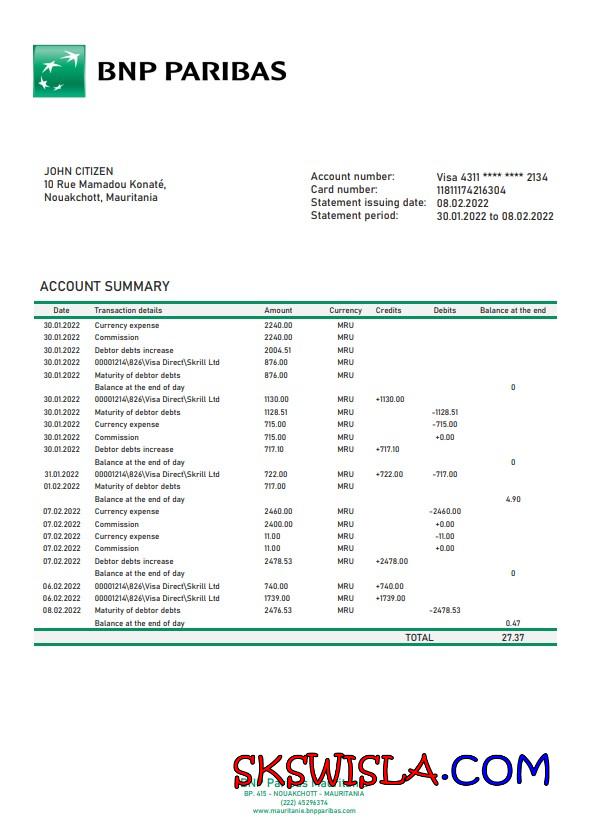 BNP PARIBAS
JOHN CITIZEN
10 Rue Mamadou Konaté,
Nouakchott, Mauritania
Account number: Visa 4311 **** **** 2134
Card number: 11811174216304
Statement issuing date: 08.02.2022
Statement period: 30.01.2022 to 08.02.2022
ACCOUNT SUMMARY
Date Transaction details Amount Currency Credits Debits Balance at the end
30.01.2022 Currency expense 2240.00 MRU
30.01.2022 Commission 2240.00 MRU
30.01.2022 Debtor debts increase 2004.51 MRU
30.01.2022 00001214\826\Visa Direct\Skrill Ltd 876.00 MRU
30.01.2022 Maturity of debtor debts 876.00 MRU
Balance at the end of day 0
30.01.2022 00001214\826\Visa Direct\Skrill Ltd 1130.00 MRU +1130.00
30.01.2022 Maturity of debtor debts 1128.51 MRU -1128.51
30.01.2022 Currency expense 715.00 MRU -715.00
30.01.2022 Commission 715.00 MRU +0.00
30.01.2022 Debtor debts increase 717.10 MRU +717.10
Balance at the end of day 0
31.01.2022 00001214\826\Visa Direct\Skrill Ltd 722.00 MRU +722.00 -717.00
01.02.2022 Maturity of debtor debts 717.00 MRU
Balance at the end of day 4.90
07.02.2022 Currency expense 2460.00 MRU -2460.00
07.02.2022 Commission 2400.00 MRU +0.00
07.02.2022 Currency expense 11.00 MRU -11.00
07.02.2022 Commission 11.00 MRU +0.00
07.02.2022 Debtor debts increase 2478.53 MRU +2478.00
Balance at the end of day 0
06.02.2022 00001214\826\Visa Direct\Skrill Ltd 740.00 MRU +740.00
06.02.2022 00001214\826\Visa Direct\Skrill Ltd 1739.00 MRU +1739.00
08.02.2022 Maturity of debtor debts 2476.53 MRU -2478.53
Balance at the end of day 0.47
TOTAL 27.37
SKSWISLA.COM
BNP
BP: 415 - NOUAKCHOTT - MAURITANIA
(222) 45296374
www.mauritanie.bnpparibas.com